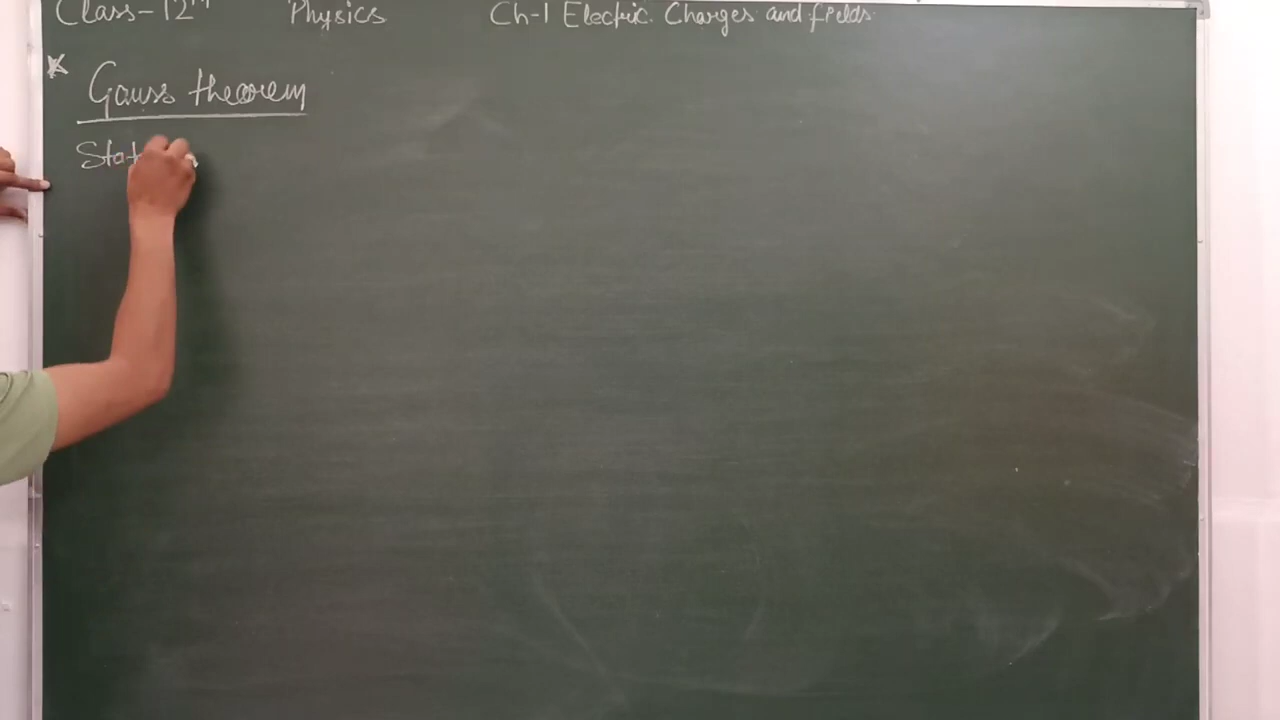 Class-12th Physics Ch-1 Electric Charges and fields
Gauss theorem
Stat